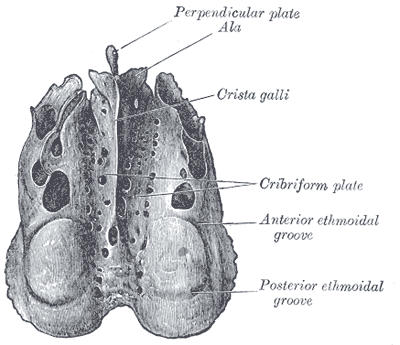 Perpendicular plate
Ala
Crista galli
Cribriform plate
Anterior ethmoidal
groove
Posterior ethmoidal
groove